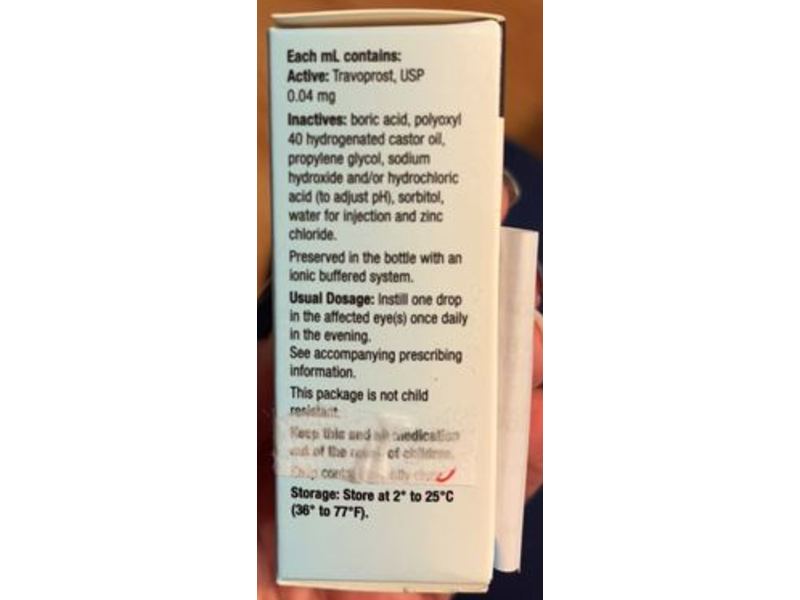 Each mL contains:
Active: Travoprost, USP
0.04 mg
Inactives: boric acid, polyoxyl
40 hydrogenated castor oil,
propylene glycol, sodium
hydroxide and/or hydrochloric
acid (to adjust pH), sorbitol,
water for injection and zinc
chloride.
Preserved in the bottle with an
ionic buffered system.
Usual Dosage: Instill one drop
in the affected eye(s) once daily
in the evening.
See accompanying prescribing
information.
This package is not child
resistant.
Keep this and all medication
out of the reach of children.
Storage: Store at 2° to 25°C
(36° to 77°F).